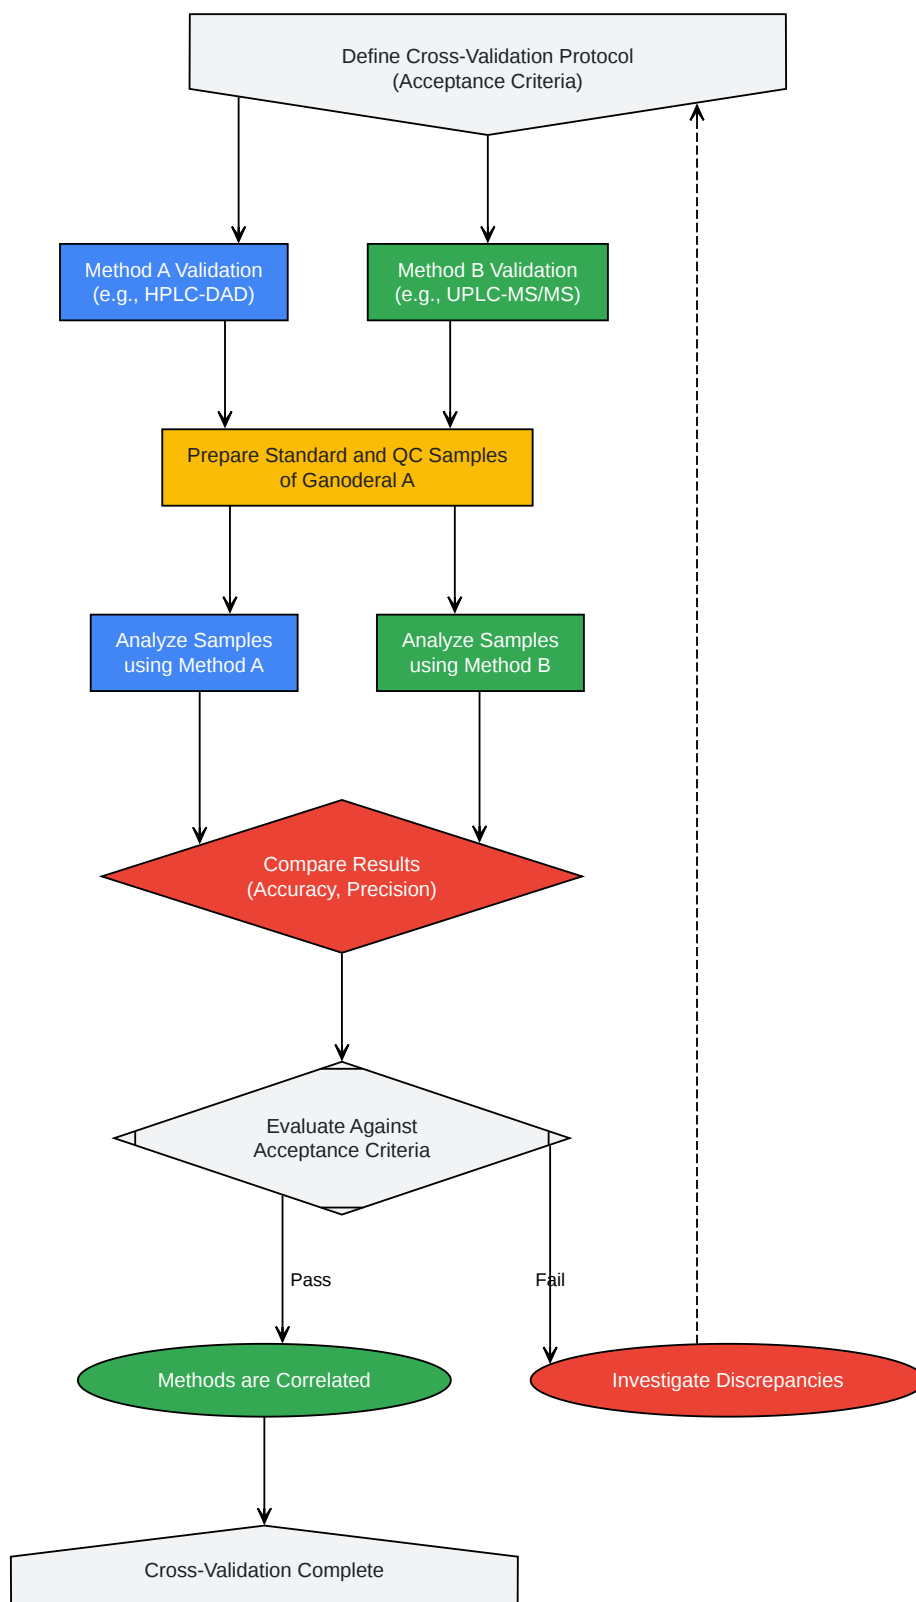 Define Cross-Validation Protocol
(Acceptance Criteria)
Method A Validation
(e.g., HPLC-DAD)
Method B Validation
(e.g., UPLC-MS/MS)
Prepare Standard and QC Samples
of Ganoderal A
Analyze Samples
using Method A
Analyze Samples
using Method B
Compare Results
(Accuracy, Precision)
Evaluate Against
Acceptance Criteria
Pass
Fail
Methods are Correlated
Investigate Discrepancies
Cross-Validation Complete